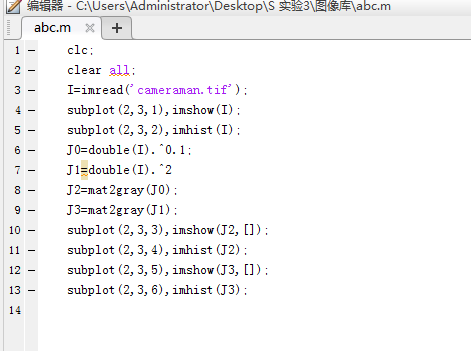 编辑器 - C:\Users\Administrator\Desktop\S 实验3\图像库\abc.m
abc.m × +
1 — clc;
2 — clear all;
3 — I=imread('cameraman.tif');
4 — subplot(2,3,1),imshow(I);
5 — subplot(2,3,2),imhist(I);
6 — J0=double(I).^0.1;
7 — J1=double(I).^2
8 — J2=mat2gray(J0);
9 — J3=mat2gray(J1);
10 — subplot(2,3,3),imshow(J2,[]);
11 — subplot(2,3,4),imhist(J2);
12 — subplot(2,3,5),imshow(J3,[]);
13 — subplot(2,3,6),imhist(J3);
14